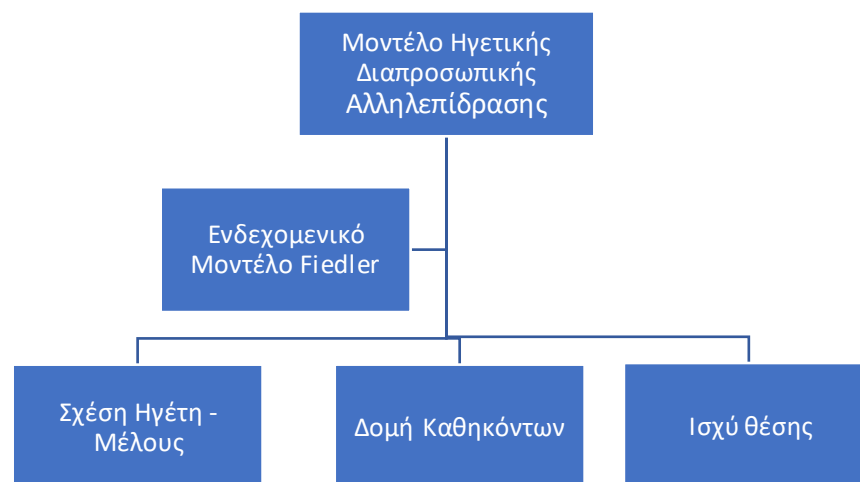 Μοντέλο Ηγετικής
Διαπροσωπικής
Αλληλεπίδρασης
Ενδεχομενικό
Μοντέλο Fiedler
Σχέση Ηγέτη -
Μέλους
Δομή Καθηκόντων
Ισχύ θέσης